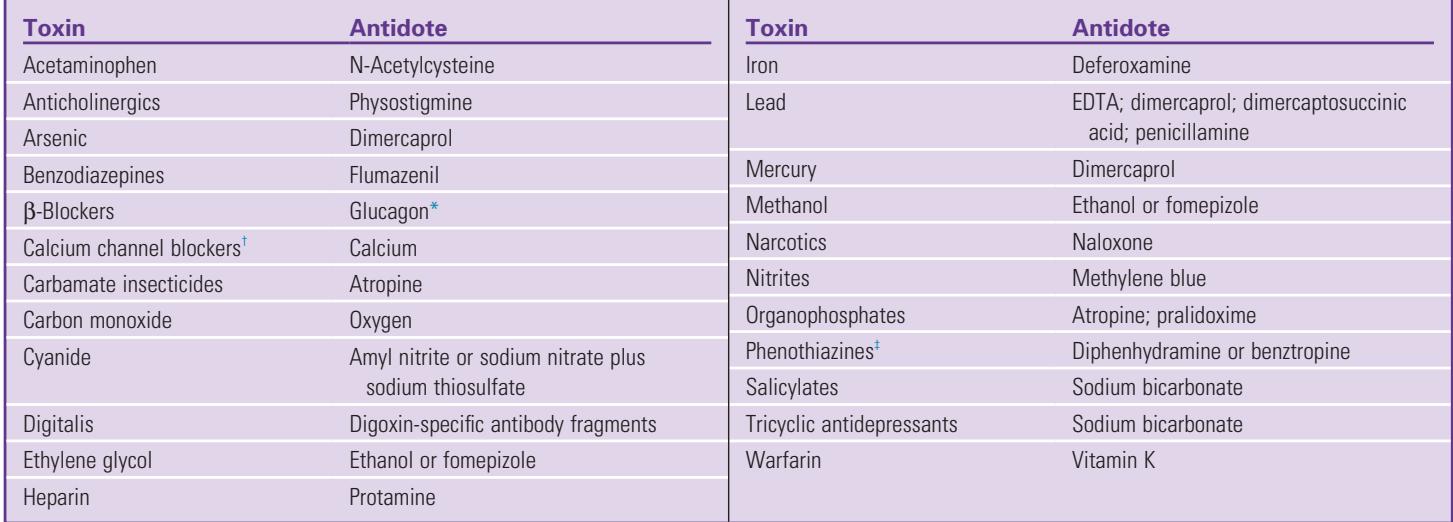 Toxin Antidote
Acetaminophen N-Acetylcysteine
Anticholinergics Physostigmine
Arsenic Dimercaprol
Benzodiazepines Flumazenil
β-Blockers Glucagon*
Calcium channel blockers† Calcium
Carbamate insecticides Atropine
Carbon monoxide Oxygen
Cyanide Amyl nitrite or sodium nitrate plus
sodium thiosulfate
Digitalis Digoxin-specific antibody fragments
Ethylene glycol Ethanol or fomepizole
Heparin Protamine
Toxin Antidote
Iron Deferoxamine
Lead EDTA; dimercaprol; dimercaptosuccinic
acid; penicillamine
Mercury Dimercaprol
Methanol Ethanol or fomepizole
Narcotics Naloxone
Nitrites Methylene blue
Organophosphates Atropine; pralidoxime
Phenothiazines‡ Diphenhydramine or benztropine
Salicylates Sodium bicarbonate
Tricyclic antidepressants Sodium bicarbonate
Warfarin Vitamin K